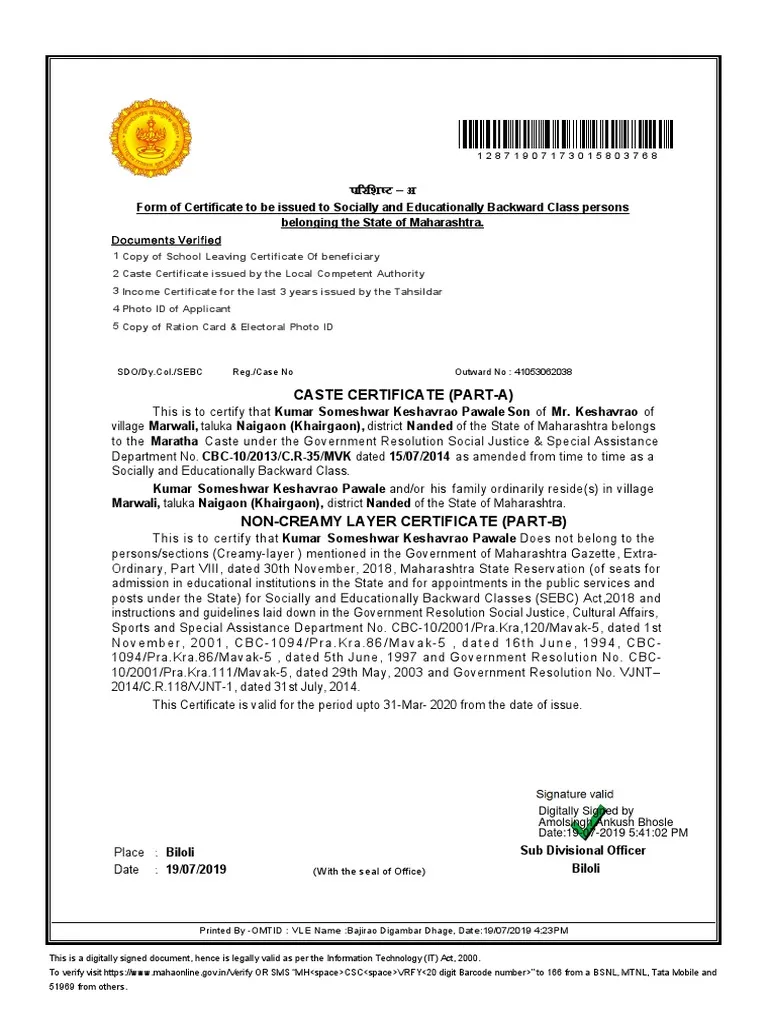 12871907173015803768
परिशिष्ट – अ
Form of Certificate to be issued to Socially and Educationally Backward Class persons
belonging the State of Maharashtra.
Documents Verified
1 Copy of School Leaving Certificate Of beneficiary
2 Caste Certificate issued by the Local Competent Authority
3 Income Certificate for the last 3 years issued by the Tahsildar
4 Photo ID of Applicant
5 Copy of Ration Card & Electoral Photo ID
SDO/Dy.Col./SEBC Reg./Case No Outward No : 41053062038
CASTE CERTIFICATE (PART-A)
This is to certify that Kumar Someshwar Keshavrao Pawale Son of Mr. Keshavrao of
village Marwali, taluka Naigaon (Khairgaon), district Nanded of the State of Maharashtra belongs
to the Maratha Caste under the Government Resolution Social Justice & Special Assistance
Department No. CBC-10/2013/C.R-35/MVK dated 15/07/2014 as amended from time to time as a
Socially and Educationally Backward Class.
Kumar Someshwar Keshavrao Pawale and/or his family ordinarily reside(s) in village
Marwali, taluka Naigaon (Khairgaon), district Nanded of the State of Maharashtra.
NON-CREAMY LAYER CERTIFICATE (PART-B)
This is to certify that Kumar Someshwar Keshavrao Pawale Does not belong to the
persons/sections (Creamy-layer ) mentioned in the Government of Maharashtra Gazette, Extra-
Ordinary, Part VIII, dated 30th November, 2018, Maharashtra State Reservation (of seats for
admission in educational institutions in the State and for appointments in the public services and
posts under the State) for Socially and Educationally Backward Classes (SEBC) Act,2018 and
instructions and guidelines laid down in the Government Resolution Social Justice, Cultural Affairs,
Sports and Special Assistance Department No. CBC-10/2001/Pra.Kra,120/Mavak-5, dated 1st
November, 2001, CBC-1094/Pra.Kra.86/Mavak-5 , dated 16th June, 1994, CBC-
1094/Pra.Kra.86/Mavak-5 , dated 5th June, 1997 and Government Resolution No. CBC-
10/2001/Pra.Kra.111/Mavak-5, dated 29th May, 2003 and Government Resolution No. VJNT–
2014/C.R.118/VJNT-1, dated 31st July, 2014.
This Certificate is valid for the period upto 31-Mar- 2020 from the date of issue.
Signature valid
Digitally Signed by
Amolsingh Ankush Bhosle
Date:19-07-2019 5:41:02 PM
Place : Biloli Sub Divisional Officer
Date : 19/07/2019 (With the seal of Office) Biloli
Printed By -OMTID : VLE Name :Bajirao Digambar Dhage, Date:19/07/2019 4:23PM
This is a digitally signed document, hence is legally valid as per the Information Technology (IT) Act, 2000.
To verify visit https://www.mahaonline.gov.in/Verify OR SMS "MH<space>CSC<space>VRFY<20 digit Barcode number>" to 166 from a BSNL, MTNL, Tata Mobile and
51969 from others.